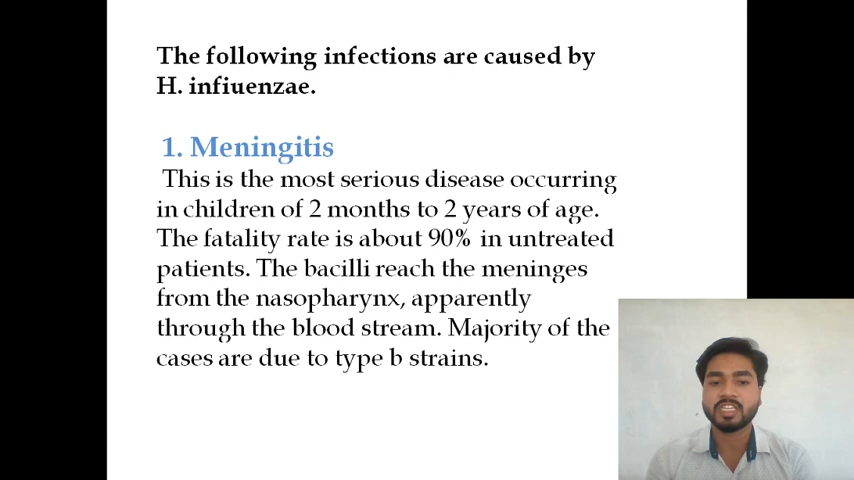 The following infections are caused by
H. infiuenzae.
1. Meningitis
This is the most serious disease occurring
in children of 2 months to 2 years of age.
The fatality rate is about 90% in untreated
patients. The bacilli reach the meninges
from the nasopharynx, apparently
through the blood stream. Majority of the
cases are due to type b strains.